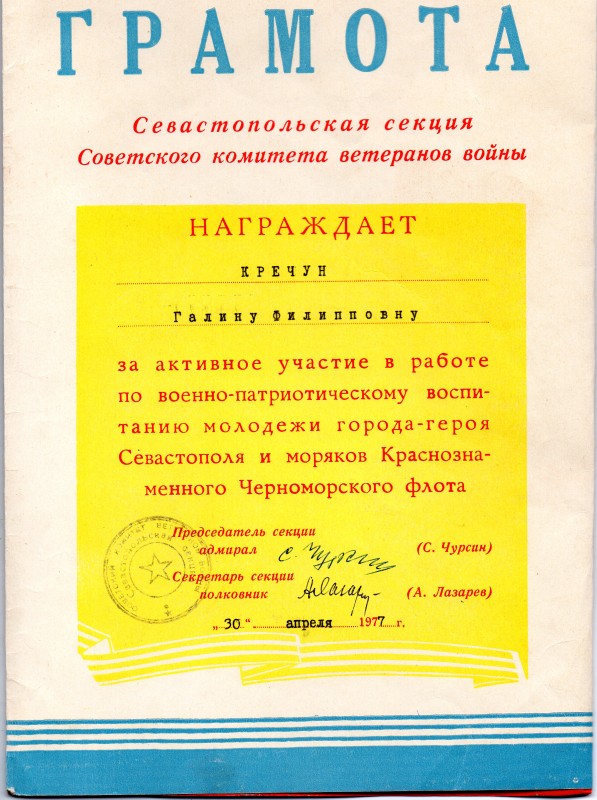 ГРАМОТА
Севастопольская секция
Советского комитета ветеранов войны
НАГРАЖДАЕТ
КРЕЧУН
Галину Филипповну
за активное участие в работе
по военно-патриотическому воспи-
танию молодежи города-героя
Севастополя и моряков Краснозна-
менного Черноморского флота
Председатель секции
адмирал С. Чурсин (С. Чурсин)
Секретарь секции
полковник (А. Лазарев)
„30“ апреля 1977 г.